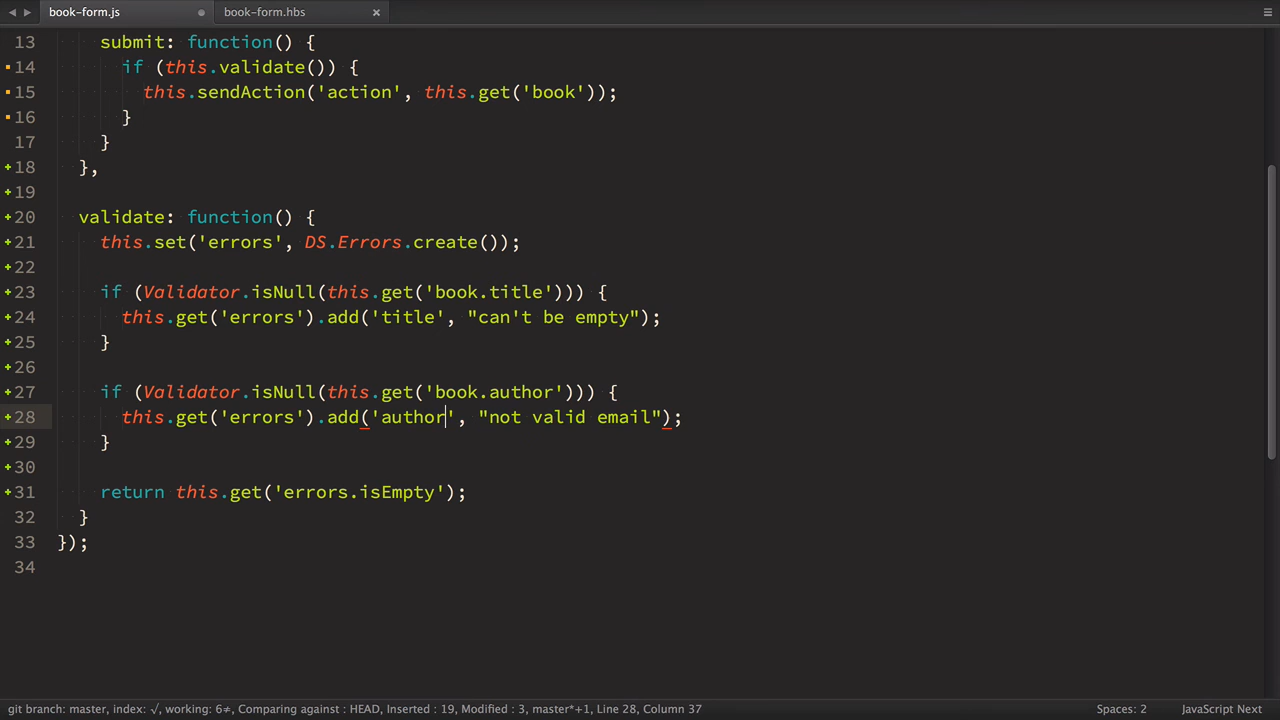 book-form.js
book-form.hbs
13 submit: function() {
14 if (this.validate()) {
15 this.sendAction('action', this.get('book'));
16 }
17 }
18 },
19
20 validate: function() {
21 this.set('errors', DS.Errors.create());
22
23 if (Validator.isNull(this.get('book.title'))) {
24 this.get('errors').add('title', "can't be empty");
25 }
26
27 if (Validator.isNull(this.get('book.author'))) {
28 this.get('errors').add('author', "not valid email");
29 }
30
31 return this.get('errors.isEmpty');
32 }
33 });
34
git branch: master, index: √, working: 6≠, Comparing against : HEAD, Inserted : 19, Modified : 3, master*+1, Line 28, Column 37
Spaces: 2
JavaScript Next